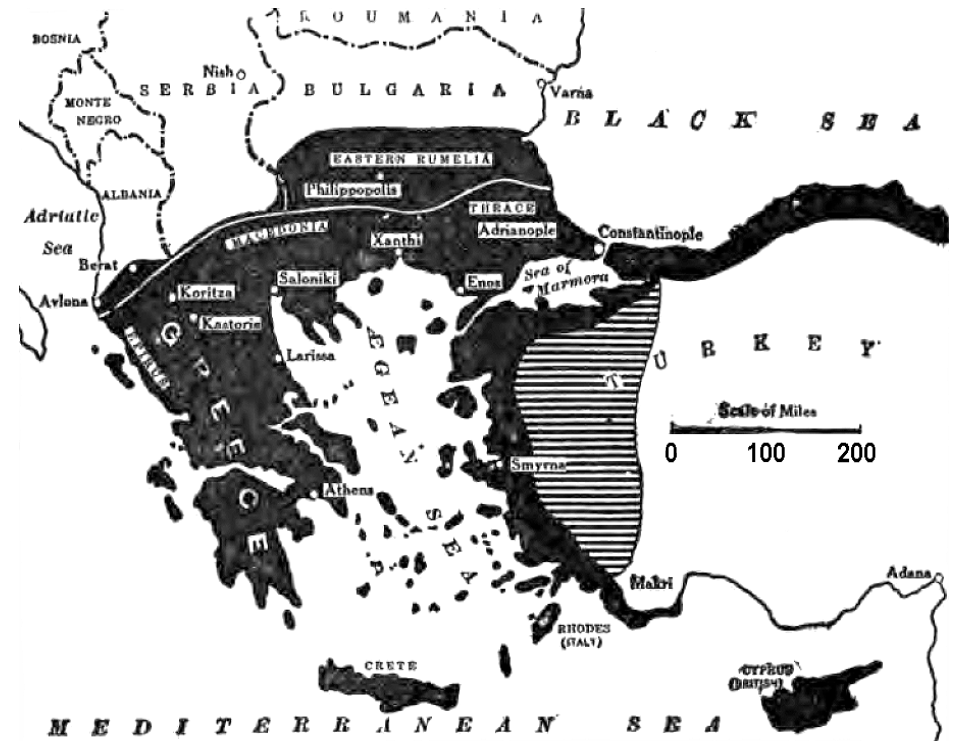 ROUMANIA
BOSNIA
Nish
SERBIA
BULGARIA
Varna
MONTE
NEGRO
BLACK SEA
EASTERN RUMELIA
Philippopolis
ALBANIA
Adriatic
Sea
THRACE
MACEDONIA
Adrianople
Xanthi
Constantinople
Berat
Sea of
Marmora
Saloniki
Enos
Avlona
Koritza
Kastoria
EPIRUS
GREECE
Larissa
AEGEAN SEA
TURKEY
Scale of Miles
0 100 200
Smyrna
Athens
Makri
Adana
RHODES
(ITALY)
CRETE
CYPRUS
(BRITISH)
MEDITERRANEAN SEA